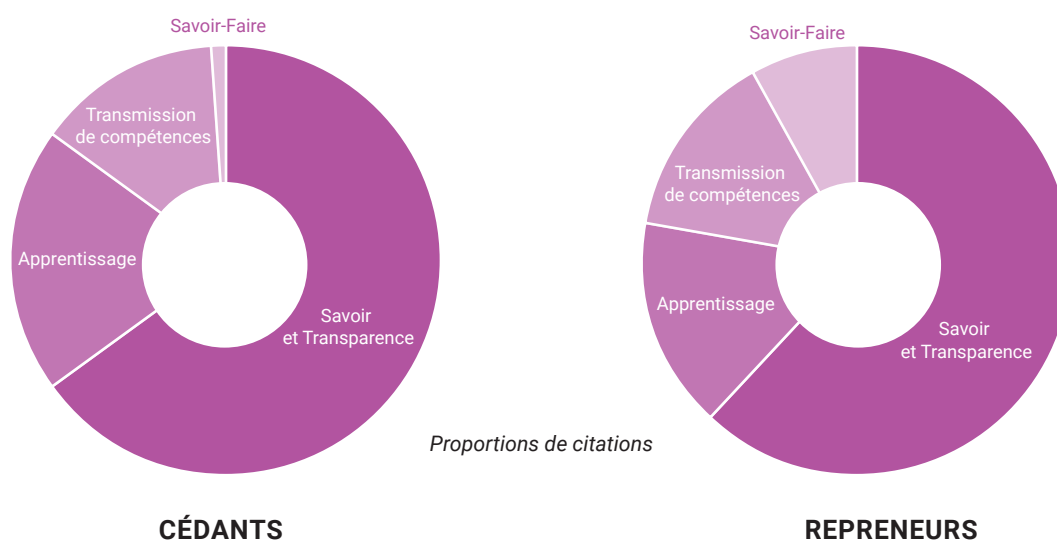 Savoir-Faire
Transmission
de compétences
Apprentissage
Savoir
et Transparence
CÉDANTS
Proportions de citations
Savoir-Faire
Transmission
de compétences
Apprentissage
Savoir
et Transparence
REPRENEURS